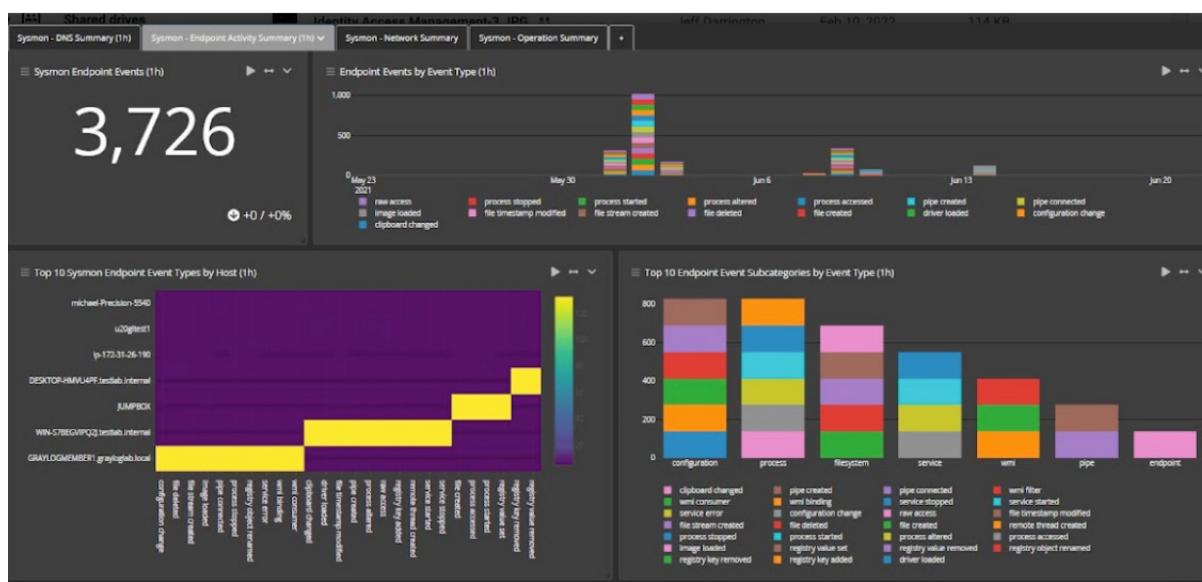 Shared drives Identity Access Management-3.JPG Jeff Darrington Feb 10, 2022 114 KB
Sysmon - DNS Summary (1h) Sysmon - Endpoint Activity Summary (1h) Sysmon - Network Summary Sysmon - Operation Summary +
Sysmon Endpoint Events (1h)
3,726
+0 / +0%
Endpoint Events by Event Type (1h)
1,000
500
0
May 23 May 30 Jun 6 Jun 13 Jun 20
2021
raw access process stopped process started process altered process accessed pipe created pipe connected
image loaded file timestamp modified file stream created file deleted file created driver loaded configuration change
clipboard changed
Top 10 Sysmon Endpoint Event Types by Host (1h)
michael-Precision-5540
u20gltest1
ip-172-31-26-190
DESKTOP-HMVU4PF.testlab.internal
JUMPBOX
WIN-S7BEGVIPQ2J.testlab.internal
GRAYLOGMEMBER1.grayloglab.local
configuration change
file deleted
file stream created
image loaded
pipe connected
process stopped
registry object renamed
service error
wmi binding
wmi consumer
clipboard changed
driver loaded
file timestamp modified
pipe created
process altered
raw access
registry key added
remote thread created
service started
service stopped
file created
process accessed
process started
registry value set
registry key removed
registry value removed
Top 10 Endpoint Event Subcategories by Event Type (1h)
800
600
400
200
0
configuration process filesystem service wmi pipe endpoint
clipboard changed pipe created pipe connected wmi filter
wmi consumer wmi binding service stopped service started
service error configuration change raw access file timestamp modified
file stream created file deleted file created remote thread created
process stopped process started process altered process accessed
image loaded registry value set registry value removed registry object renamed
registry key removed registry key added driver loaded